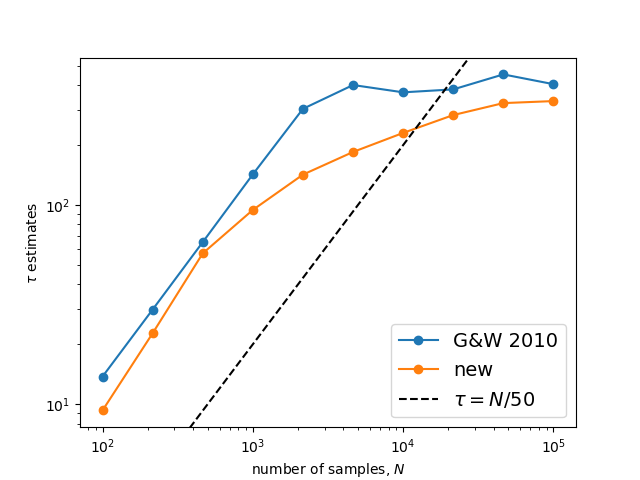 τ estimates
10²
10¹
10²
10³
10⁴
10⁵
number of samples, N
G&W 2010
new
τ = N/50